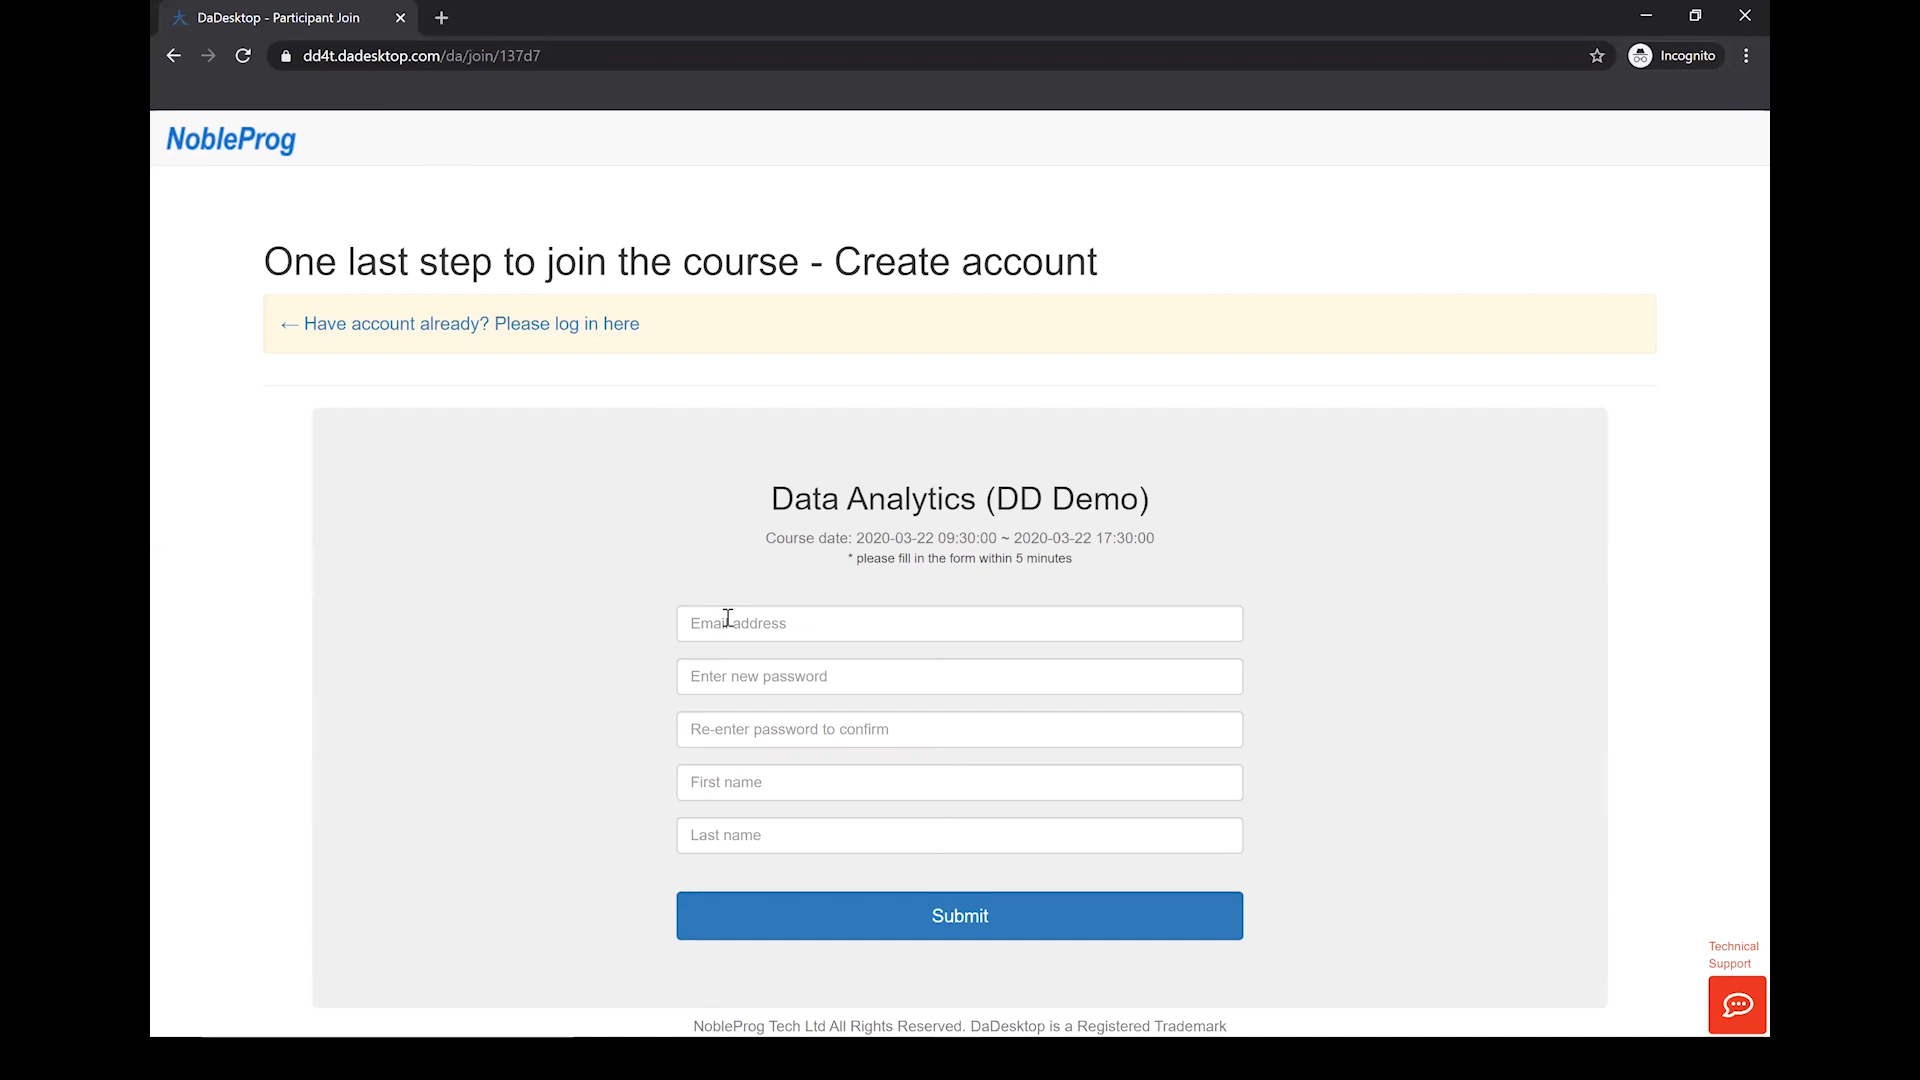 DaDesktop - Participant Join
dd4t.dadesktop.com/da/join/137d7
Incognito
NobleProg
One last step to join the course - Create account
← Have account already? Please log in here
Data Analytics (DD Demo)
Course date: 2020-03-22 09:30:00 ~ 2020-03-22 17:30:00
* please fill in the form within 5 minutes
Email address
Enter new password
Re-enter password to confirm
First name
Last name
Submit
Technical
Support
NobleProg Tech Ltd All Rights Reserved. DaDesktop is a Registered Trademark